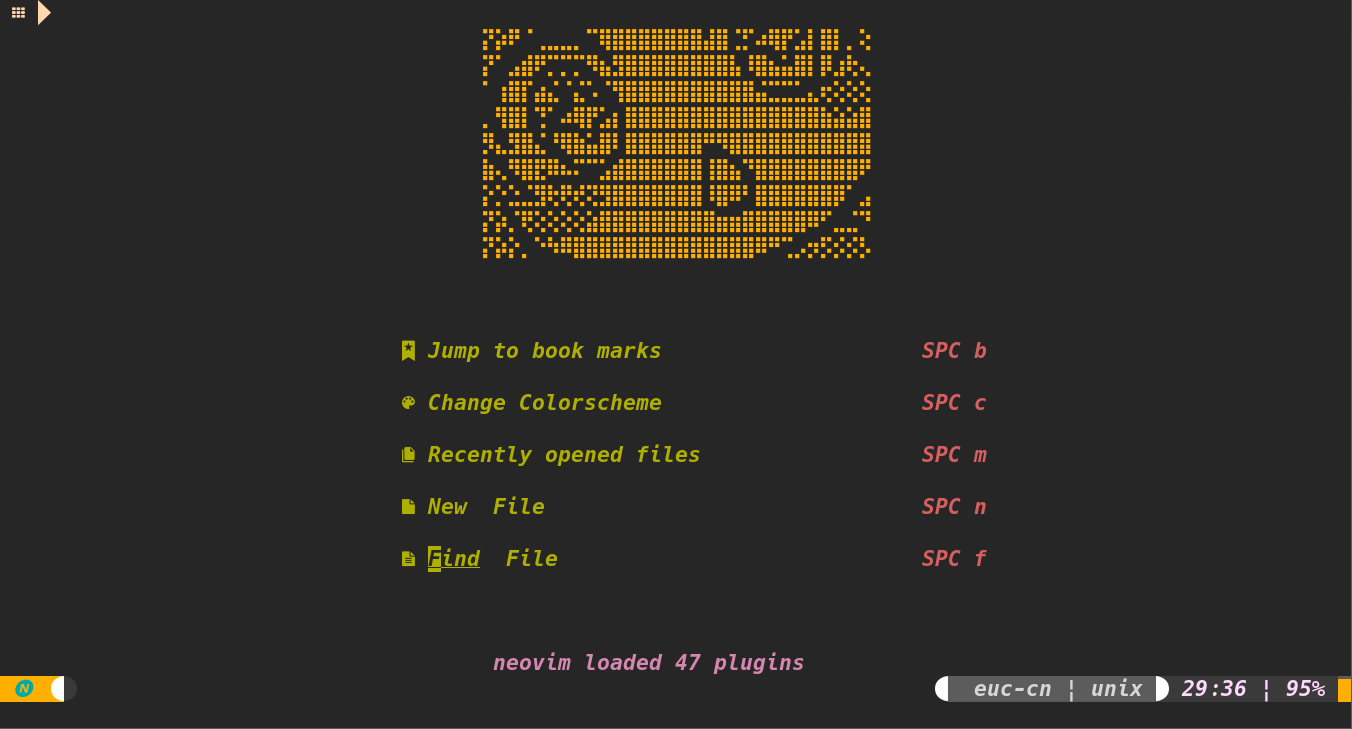 Jump to book marks SPC b
Change Colorscheme SPC c
Recently opened files SPC m
New  File SPC n
Find  File SPC f
neovim loaded 47 plugins
N euc-cn ¦ unix 29:36 ¦ 95%